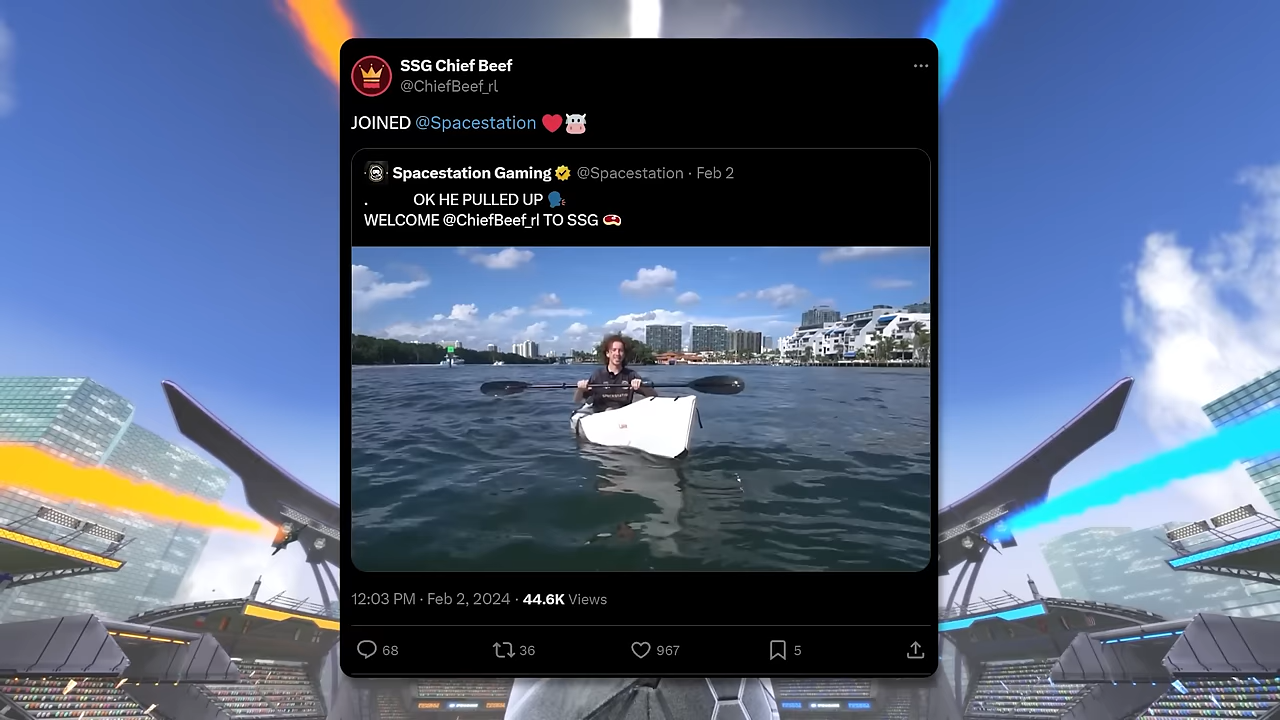 SSG Chief Beef
@ChiefBeef_rl
JOINED @Spacestation ❤️🐮
Spacestation Gaming @Spacestation · Feb 2
. OK HE PULLED UP 🗣️
WELCOME @ChiefBeef_rl TO SSG 🥩
SPACESTATION
12:03 PM · Feb 2, 2024 · 44.6K Views
68 36 967 5